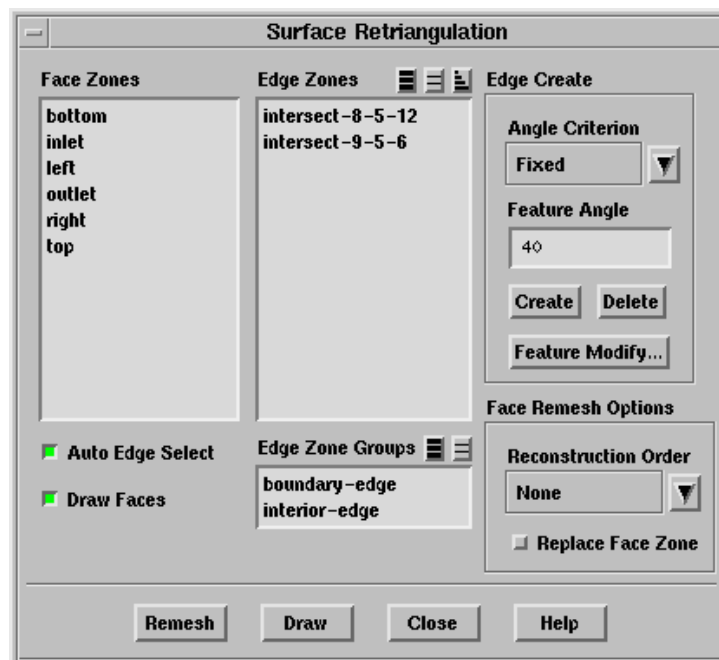 Surface Retriangulation
Face Zones
bottom
inlet
left
outlet
right
top
Auto Edge Select
Draw Faces
Edge Zones
intersect-8-5-12
intersect-9-5-6
Edge Zone Groups
boundary-edge
interior-edge
Edge Create
Angle Criterion
Fixed
Feature Angle
40
Create Delete
Feature Modify...
Face Remesh Options
Reconstruction Order
None
Replace Face Zone
Remesh Draw Close Help